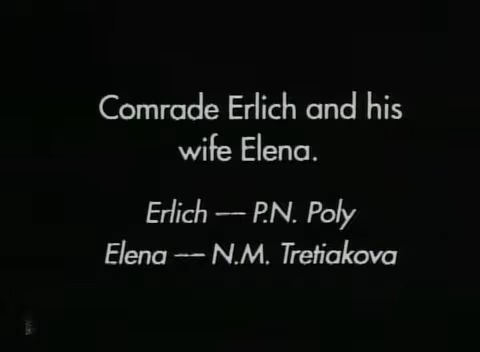 Comrade Erlich and his
wife Elena.
Erlich — P.N. Poly
Elena — N.M. Tretiakova